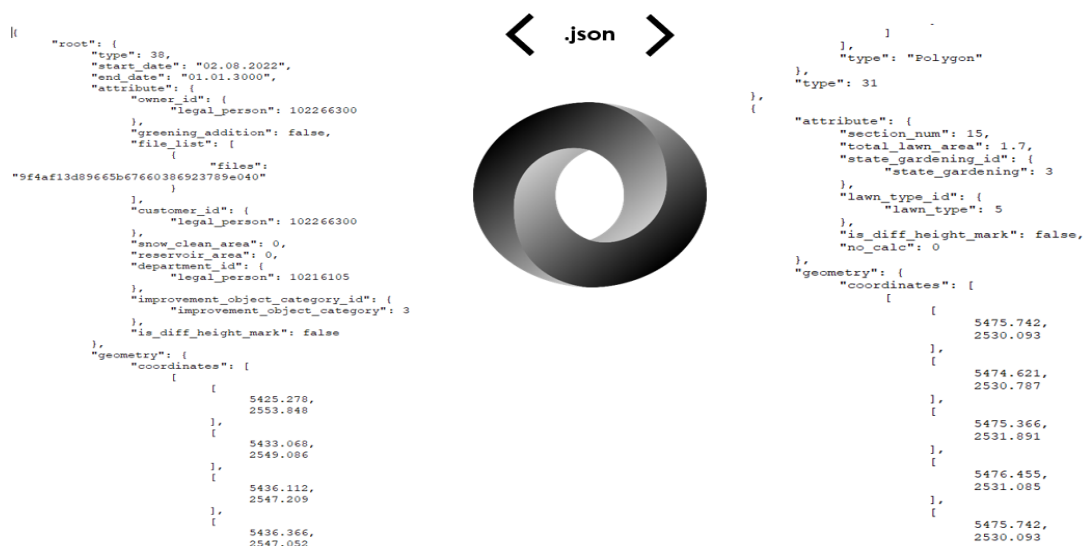 {
"root": {
"type": 38,
"start_date": "02.08.2022",
"end_date": "01.01.3000",
"attribute": {
"owner_id": {
"legal_person": 102266300
},
"greening_addition": false,
"file_list": [
{
"files":
"9f4af13d89665b67660386923789e040"
}
],
"customer_id": {
"legal_person": 102266300
},
"snow_clean_area": 0,
"reservoir_area": 0,
"department_id": {
"legal_person": 10216105
},
"improvement_object_category_id": {
"improvement_object_category": 3
},
"is_diff_height_mark": false
},
"geometry": {
"coordinates": [
[
[
5425.278,
2553.848
],
[
5433.068,
2549.086
],
[
5436.112,
2547.209
],
[
5436.366,
2547.052
< .json >
]
],
"type": "Polygon"
},
"type": 31
},
{
"attribute": {
"section_num": 15,
"total_lawn_area": 1.7,
"state_gardening_id": {
"state_gardening": 3
},
"lawn_type_id": {
"lawn_type": 5
},
"is_diff_height_mark": false,
"no_calc": 0
},
"geometry": {
"coordinates": [
[
[
5475.742,
2530.093
],
[
5474.621,
2530.787
],
[
5475.366,
2531.891
],
[
5476.455,
2531.085
],
[
5475.742,
2530.093